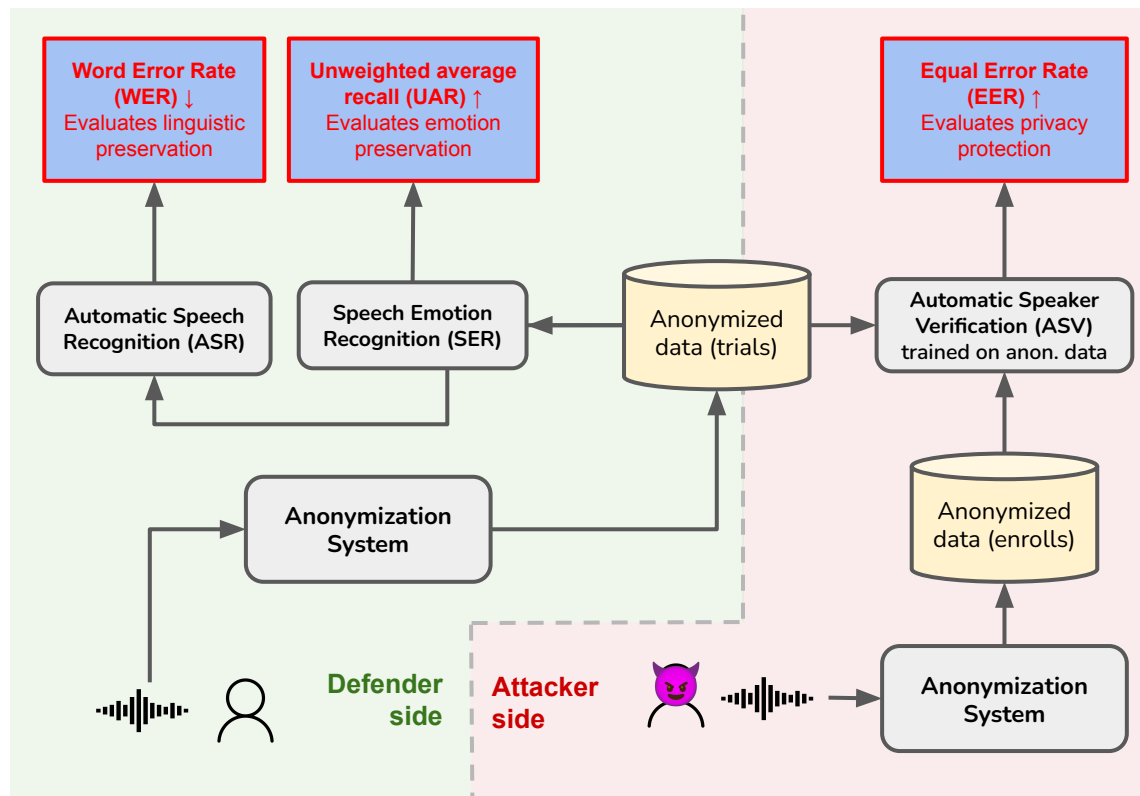 Word Error Rate
(WER) ↓
Evaluates linguistic
preservation
Unweighted average
recall (UAR) ↑
Evaluates emotion
preservation
Equal Error Rate
(EER) ↑
Evaluates privacy
protection
Automatic Speech
Recognition (ASR)
Speech Emotion
Recognition (SER)
Anonymized
data (trials)
Automatic Speaker
Verification (ASV)
trained on anon. data
Anonymization
System
Anonymized
data (enrolls)
Defender
side
Attacker
side
Anonymization
System